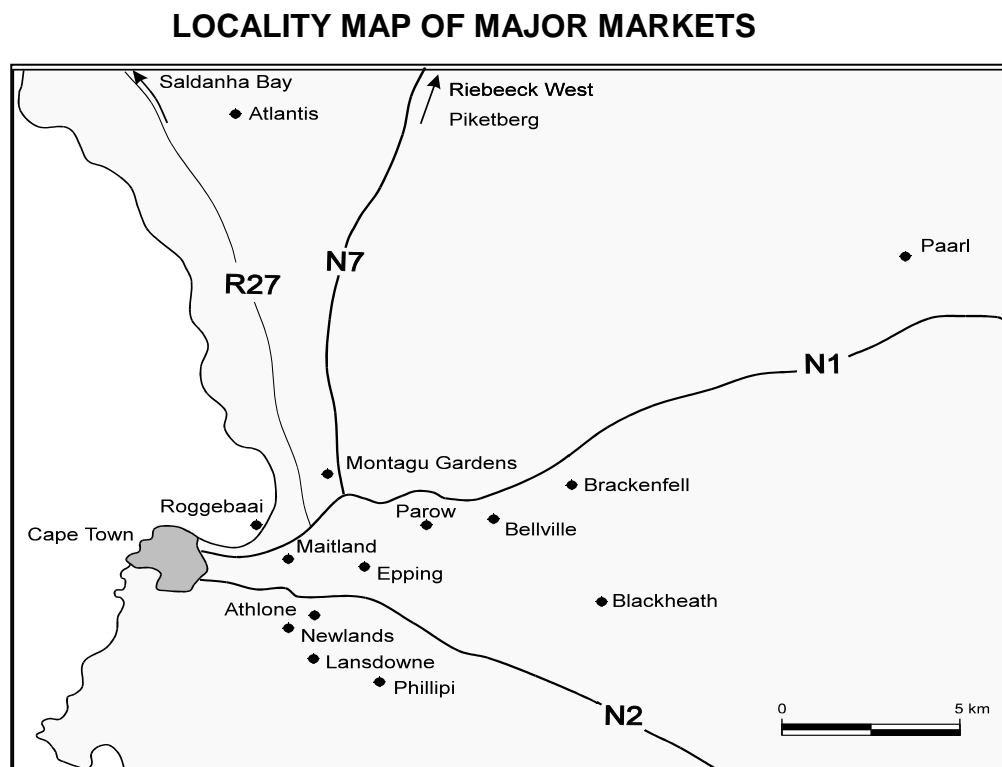 LOCALITY MAP OF MAJOR MARKETS
Saldanha Bay
Riebeeck West
Atlantis
Piketberg
Paarl
N7
R27
N1
Montagu Gardens
Brackenfell
Roggebaai
Parow
Bellville
Cape Town
Maitland
Epping
Blackheath
Athlone
Newlands
Lansdowne
Phillipi
N2
0 5 km